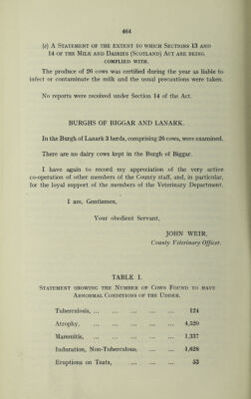 464
(c) A Statement of the extent to which Sections 13 and
14 of the Milk and Dairies (Scotland) Act are being
complied with.
The produce of 26 cows was certified during the year as liable to
infect or contaminate the milk and the usual precautions were taken.
No reports were received under Section 14 of the Act.
BURGHS OF BIGGAR AND LANARK.
In the Burgh of Lanark 3 herds, comprising 26 cows, were examined.
There are no dairy cows kept in the Burgh of Biggar.
I have again to record my appreciation of the very active
co-operation of other members of the County staff, and, in particular,
for the loyal support of the members of the Veterinary Department.
I am, Gentlemen,
Your obedient Servant,
JOHN WEIR,
County Veterinary Officer.
TABLE I.
Statement showing the Number of Cows Found to have
Abnormal Conditions of the Udder.
Tuberculosis, ... ... ... ... ... 124
Atrophy, ... ... ... ... ... 4,520
Mammitis, ... ... ... ... ... 1,337
Induration, Non-Tuberculous, ... ... 1,628
Eruptions on Teats, ... ... ... 53